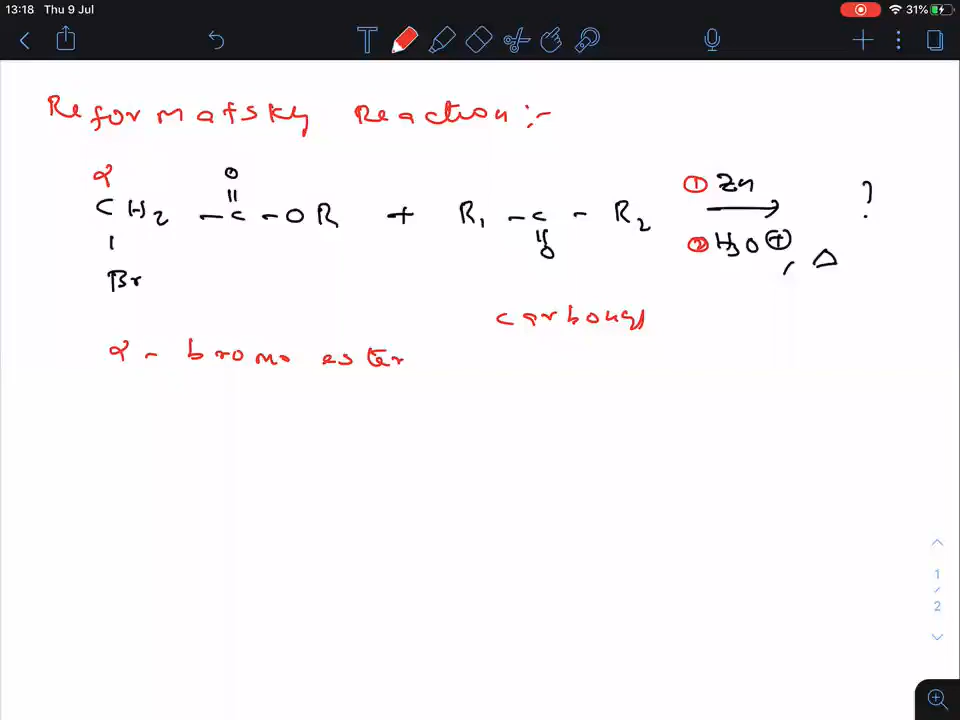 13:18 Thu 9 Jul
31%
T
Reformatsky Reaction :-
α O ① Zn
CH2 - C - OR + R1 - C - R2 ?
O ② H3O⊕, Δ
Br
carbonyl
α - bromo ester
1
/
2